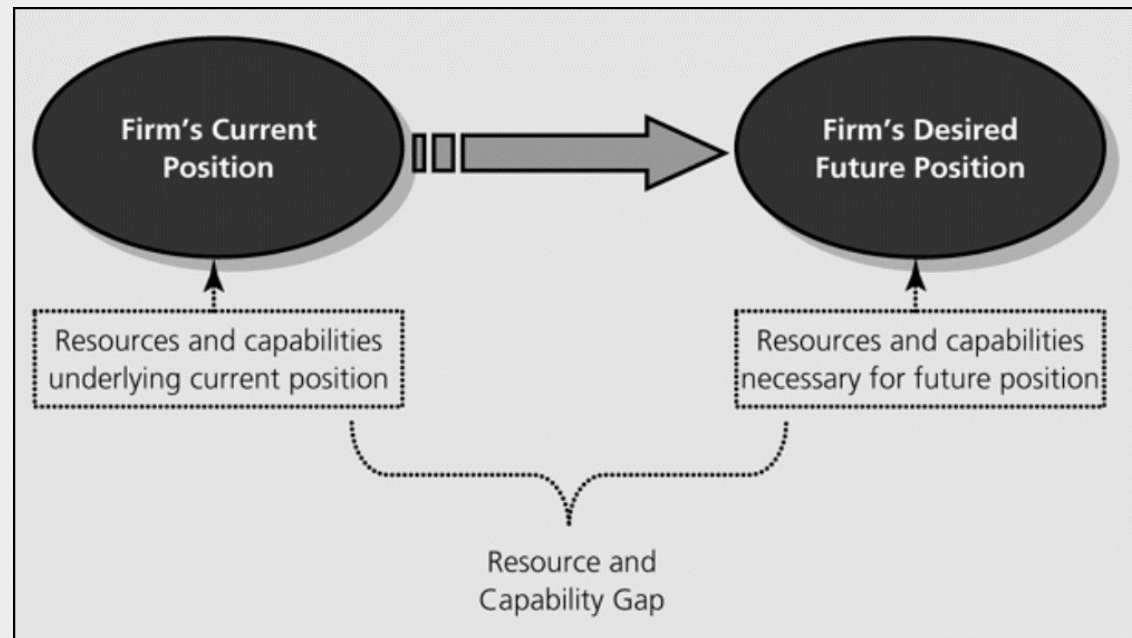 Firm's Current
Position
Firm's Desired
Future Position
Resources and capabilities
underlying current position
Resources and capabilities
necessary for future position
Resource and
Capability Gap